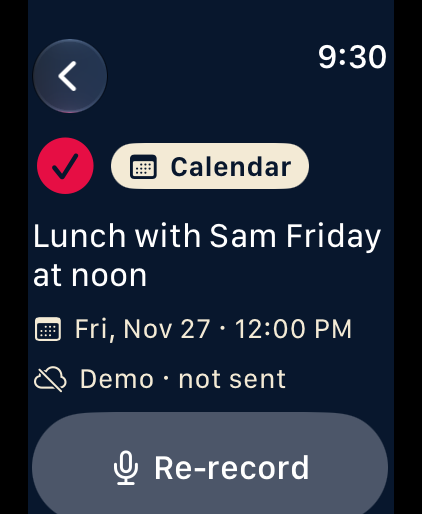 9:30
Calendar
Lunch with Sam Friday
at noon
Fri, Nov 27 · 12:00 PM
Demo · not sent
Re-record